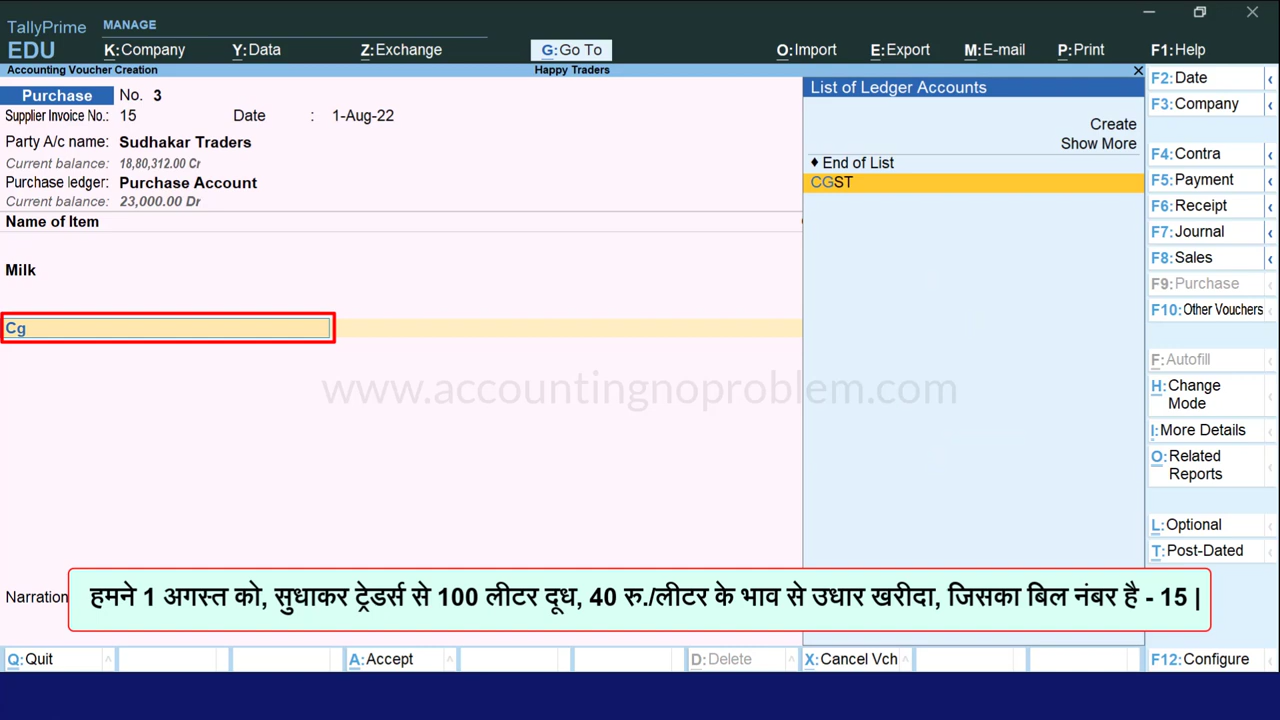 TallyPrime MANAGE
EDU K:Company Y:Data Z:Exchange G:Go To O:Import E:Export M:E-mail P:Print F1:Help
Accounting Voucher Creation Happy Traders
Purchase No. 3
Supplier Invoice No.: 15 Date : 1-Aug-22
Party A/c name: Sudhakar Traders
Current balance: 18,80,312.00 Cr
Purchase ledger: Purchase Account
Current balance: 23,000.00 Dr
Name of Item
Milk
Cg
List of Ledger Accounts
Create
Show More
♦ End of List
CGST
F2:Date
F3:Company
F4:Contra
F5:Payment
F6:Receipt
F7:Journal
F8:Sales
F9:Purchase
F10:Other Vouchers
F:Autofill
H:Change
Mode
I:More Details
O:Related
Reports
L:Optional
T:Post-Dated
www.accountingnoproblem.com
Narration
हमने 1 अगस्त को, सुधाकर ट्रेडर्स से 100 लीटर दूध, 40 रु./लीटर के भाव से उधार खरीदा, जिसका बिल नंबर है - 15 |
Q:Quit A:Accept D:Delete X:Cancel Vch F12:Configure